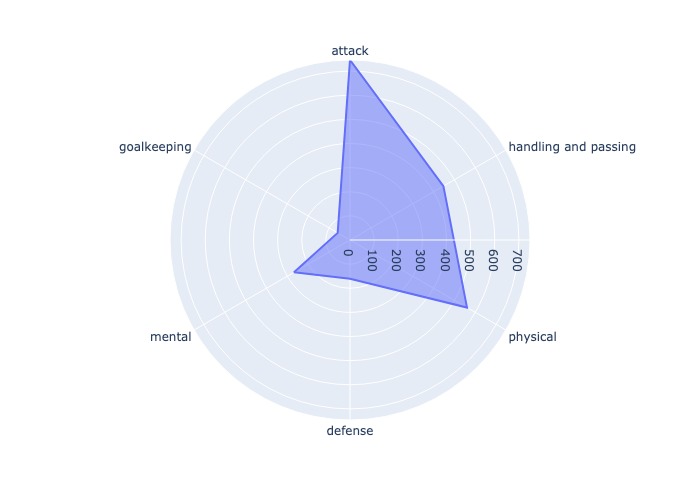 attack
goalkeeping
handling and passing
0
100
200
300
400
500
600
700
mental
physical
defense